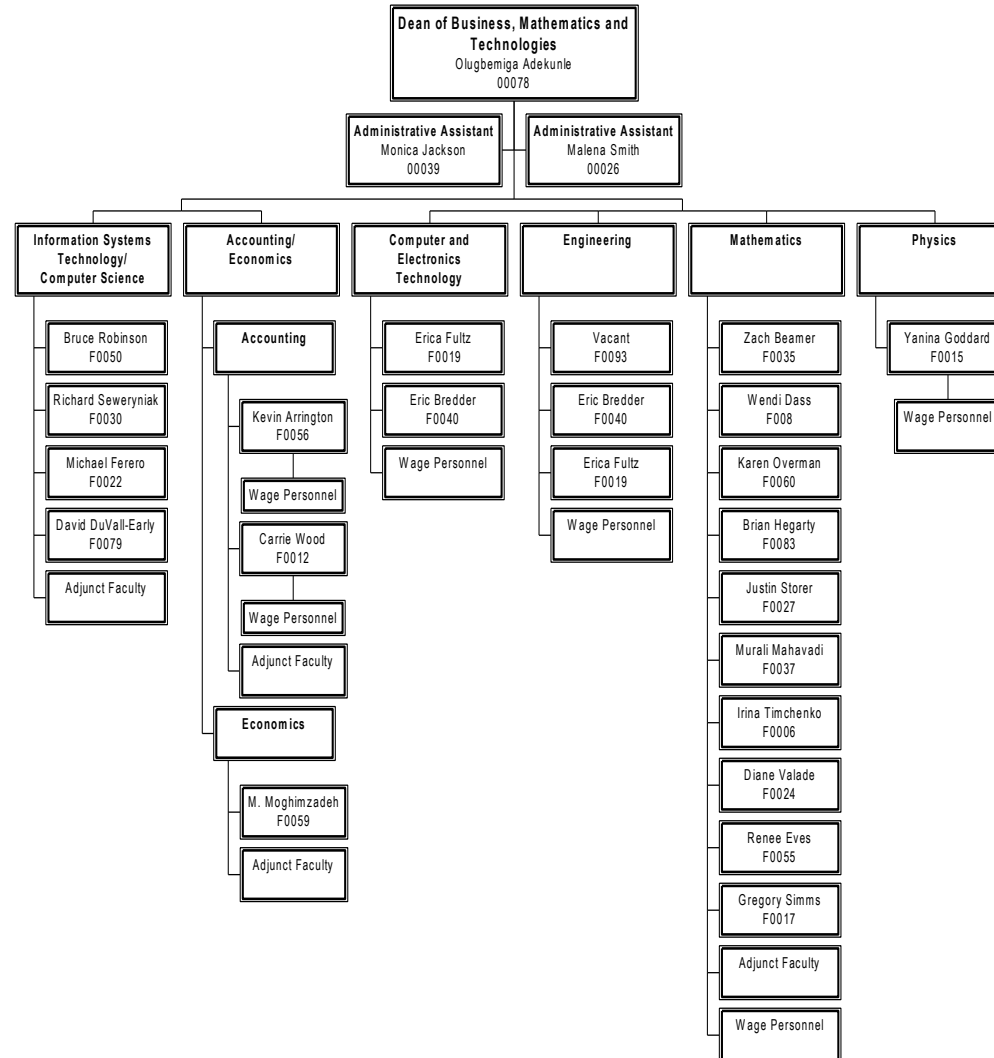 Dean of Business, Mathematics and
Technologies
Olugbemiga Adekunle
00078
Administrative Assistant
Monica Jackson
00039
Administrative Assistant
Malena Smith
00026
Information Systems
Technology/
Computer Science
Bruce Robinson
F0050
Richard Seweryniak
F0030
Michael Ferero
F0022
David DuVall-Early
F0079
Adjunct Faculty
Accounting/
Economics
Accounting
Kevin Arrington
F0056
Wage Personnel
Carrie Wood
F0012
Wage Personnel
Adjunct Faculty
Economics
M. Moghimzadeh
F0059
Adjunct Faculty
Computer and
Electronics
Technology
Erica Fultz
F0019
Eric Bredder
F0040
Wage Personnel
Engineering
Vacant
F0093
Eric Bredder
F0040
Erica Fultz
F0019
Wage Personnel
Mathematics
Zach Beamer
F0035
Wendi Dass
F008
Karen Overman
F0060
Brian Hegarty
F0083
Justin Storer
F0027
Murali Mahavadi
F0037
Irina Timchenko
F0006
Diane Valade
F0024
Renee Eves
F0055
Gregory Simms
F0017
Adjunct Faculty
Wage Personnel
Physics
Yanina Goddard
F0015
Wage Personnel